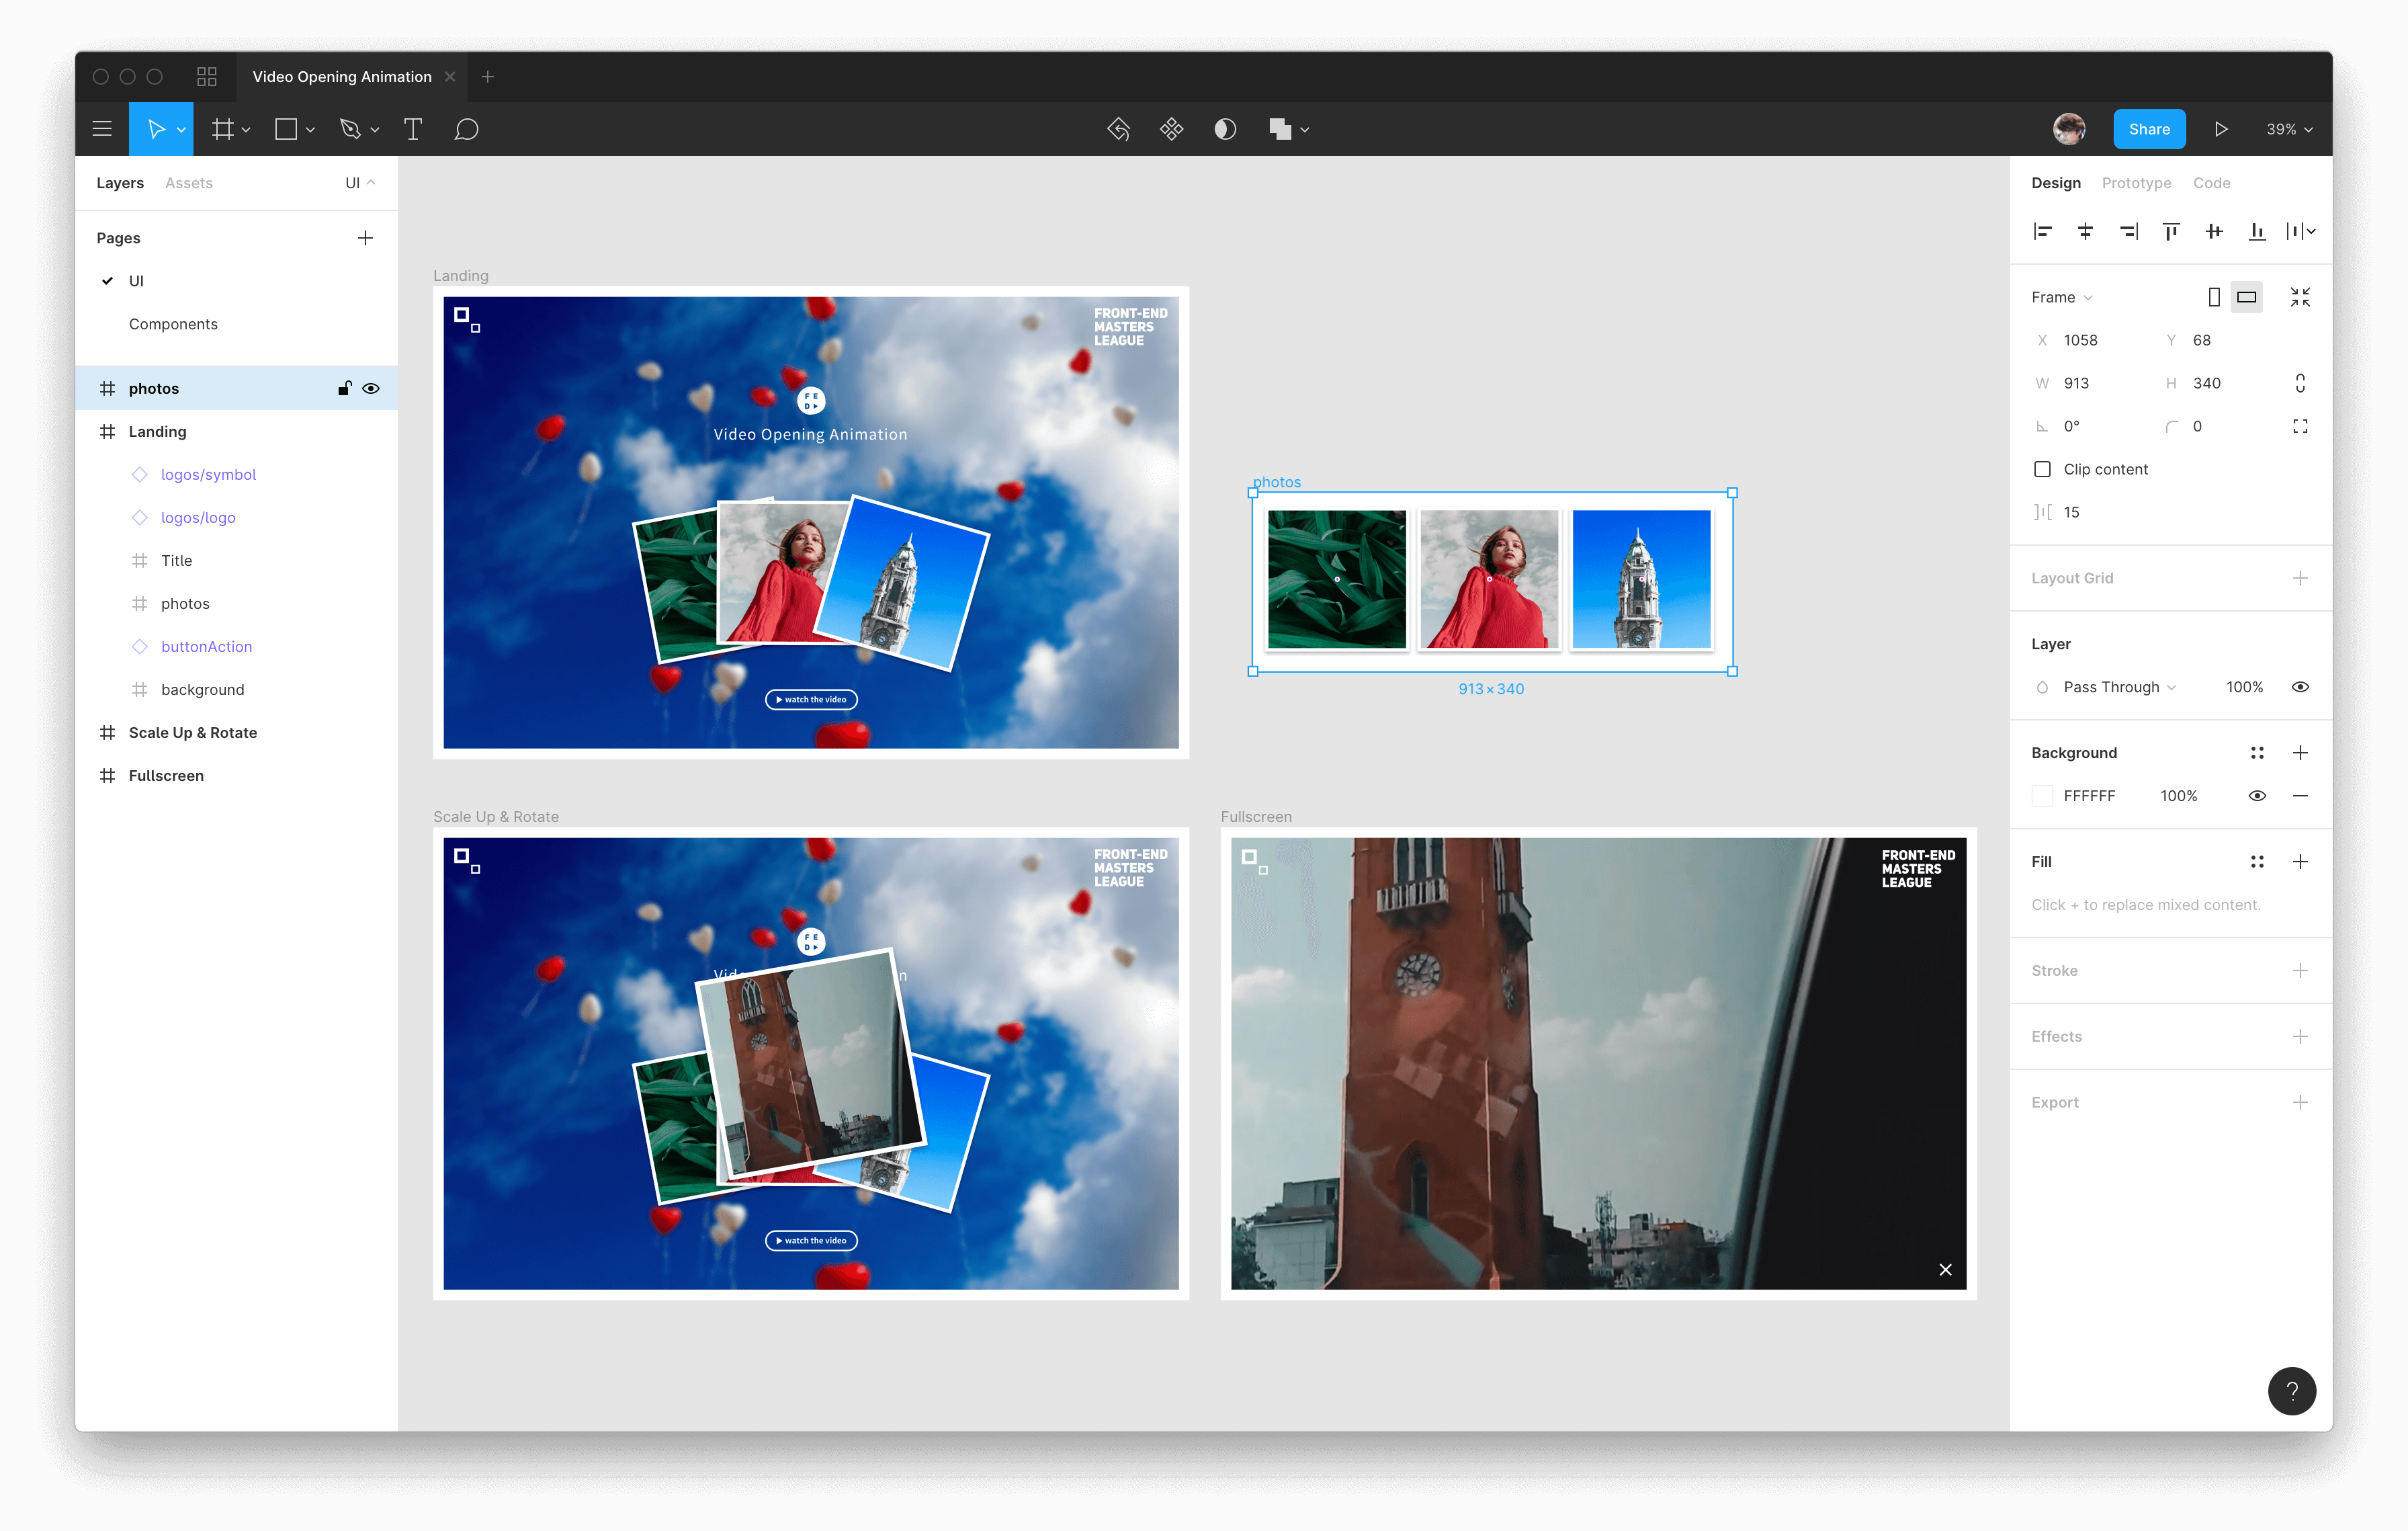 Video Opening Animation
Share
39%
Layers
Assets
UI
Pages
UI
Components
photos
Landing
logos/symbol
logos/logo
Title
photos
buttonAction
background
Scale Up & Rotate
Fullscreen
Landing
FRONT-END
MASTERS
LEAGUE
F E
D
Video Opening Animation
watch the video
photos
913 × 340
Scale Up & Rotate
FRONT-END
MASTERS
LEAGUE
F E
D
Vid
n
watch the video
Fullscreen
FRONT-END
MASTERS
LEAGUE
Design
Prototype
Code
Frame
X 1058 Y 68
W 913 H 340
0° 0
Clip content
15
Layout Grid
Layer
Pass Through 100%
Background
FFFFFF 100%
Fill
Click + to replace mixed content.
Stroke
Effects
Export
?